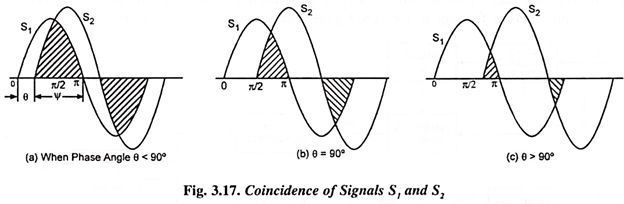 S1 S2
0 π/2 π
θ ψ
(a) When Phase Angle θ < 90°
S1 S2
0 π/2 π
(b) θ = 90°
S1 S2
0 π/2 π
(c) θ > 90°
Fig. 3.17. Coincidence of Signals S1 and S2